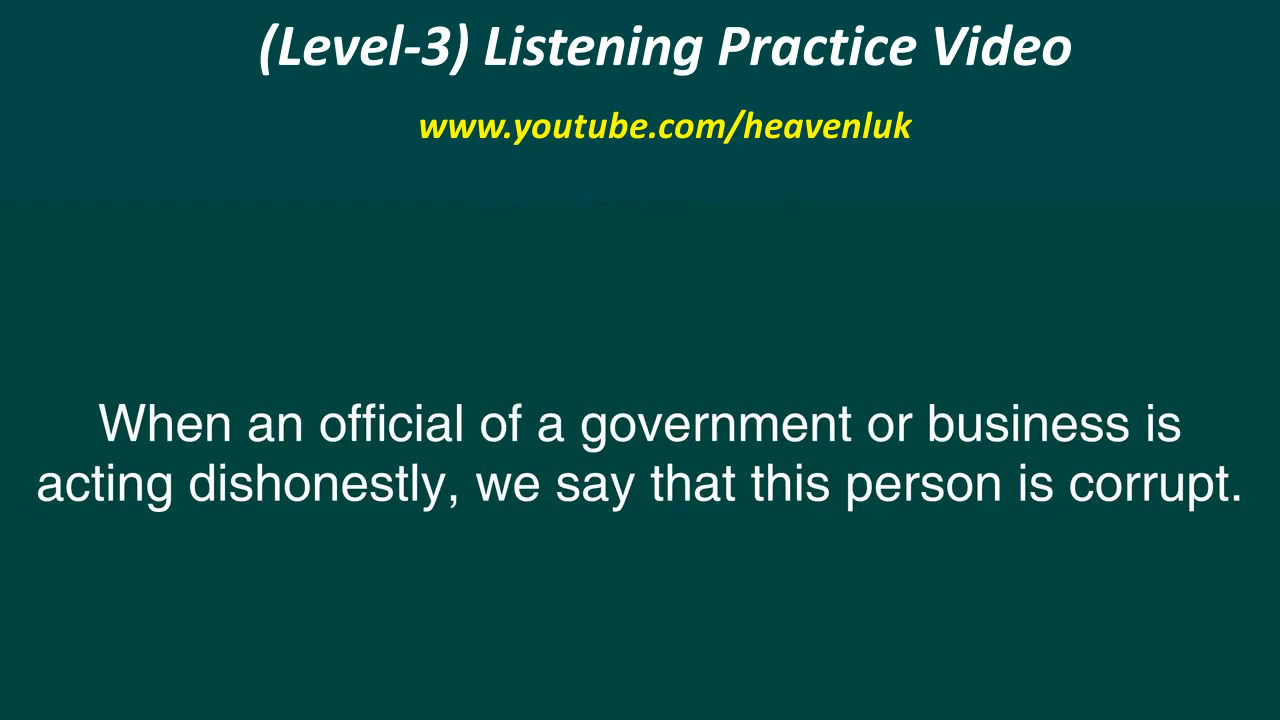 (Level-3) Listening Practice Video
www.youtube.com/heavenluk
When an official of a government or business is
acting dishonestly, we say that this person is corrupt.